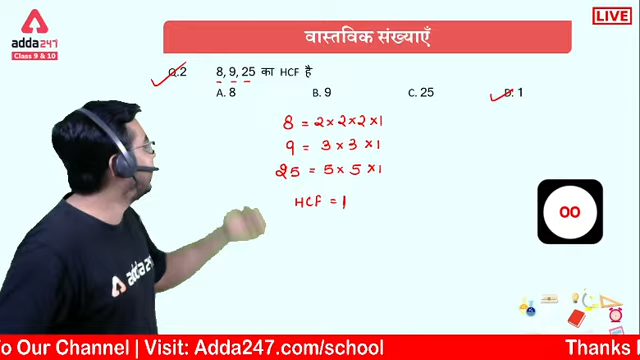 LIVE
वास्तविक संख्याएँ
adda247
Class 9 & 10
Q.2 8, 9, 25 का HCF है
A. 8 B. 9 C. 25 D. 1
8 = 2 × 2 × 2 × 1
9 = 3 × 3 × 1
25 = 5 × 5 × 1
HCF = 1
00
adda247
To Our Channel | Visit: Adda247.com/school Thanks